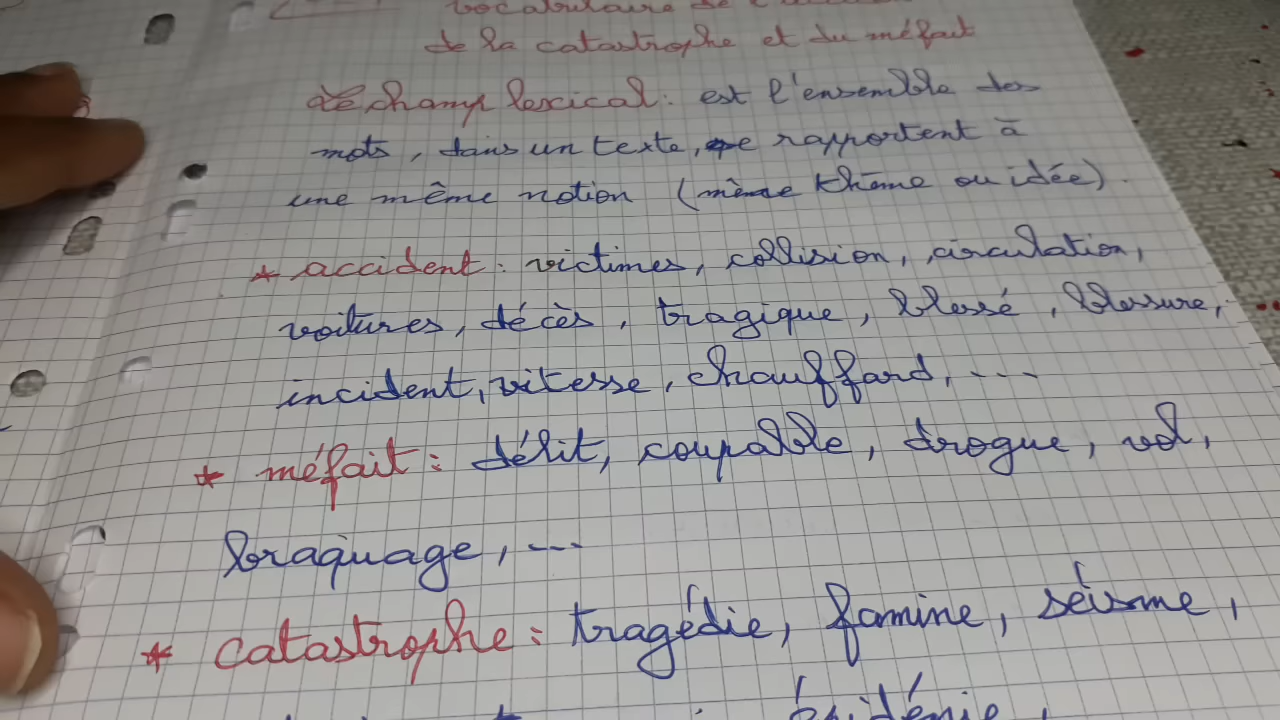 vocabulaire de l'
de la catastrophe et du méfait
Le champ lexical : est l'ensemble des
mots, dans un texte, rapportent à
une même notion (même thème ou idée).
* accident : victimes, collision, circulation,
voitures, décès, tragique, blessé, blessure,
incident, vitesse, chauffard, ...
* méfait : délit, coupable, drogue, vol,
braquage, ...
* catastrophe : tragédie, famine, séisme,
épidémie,